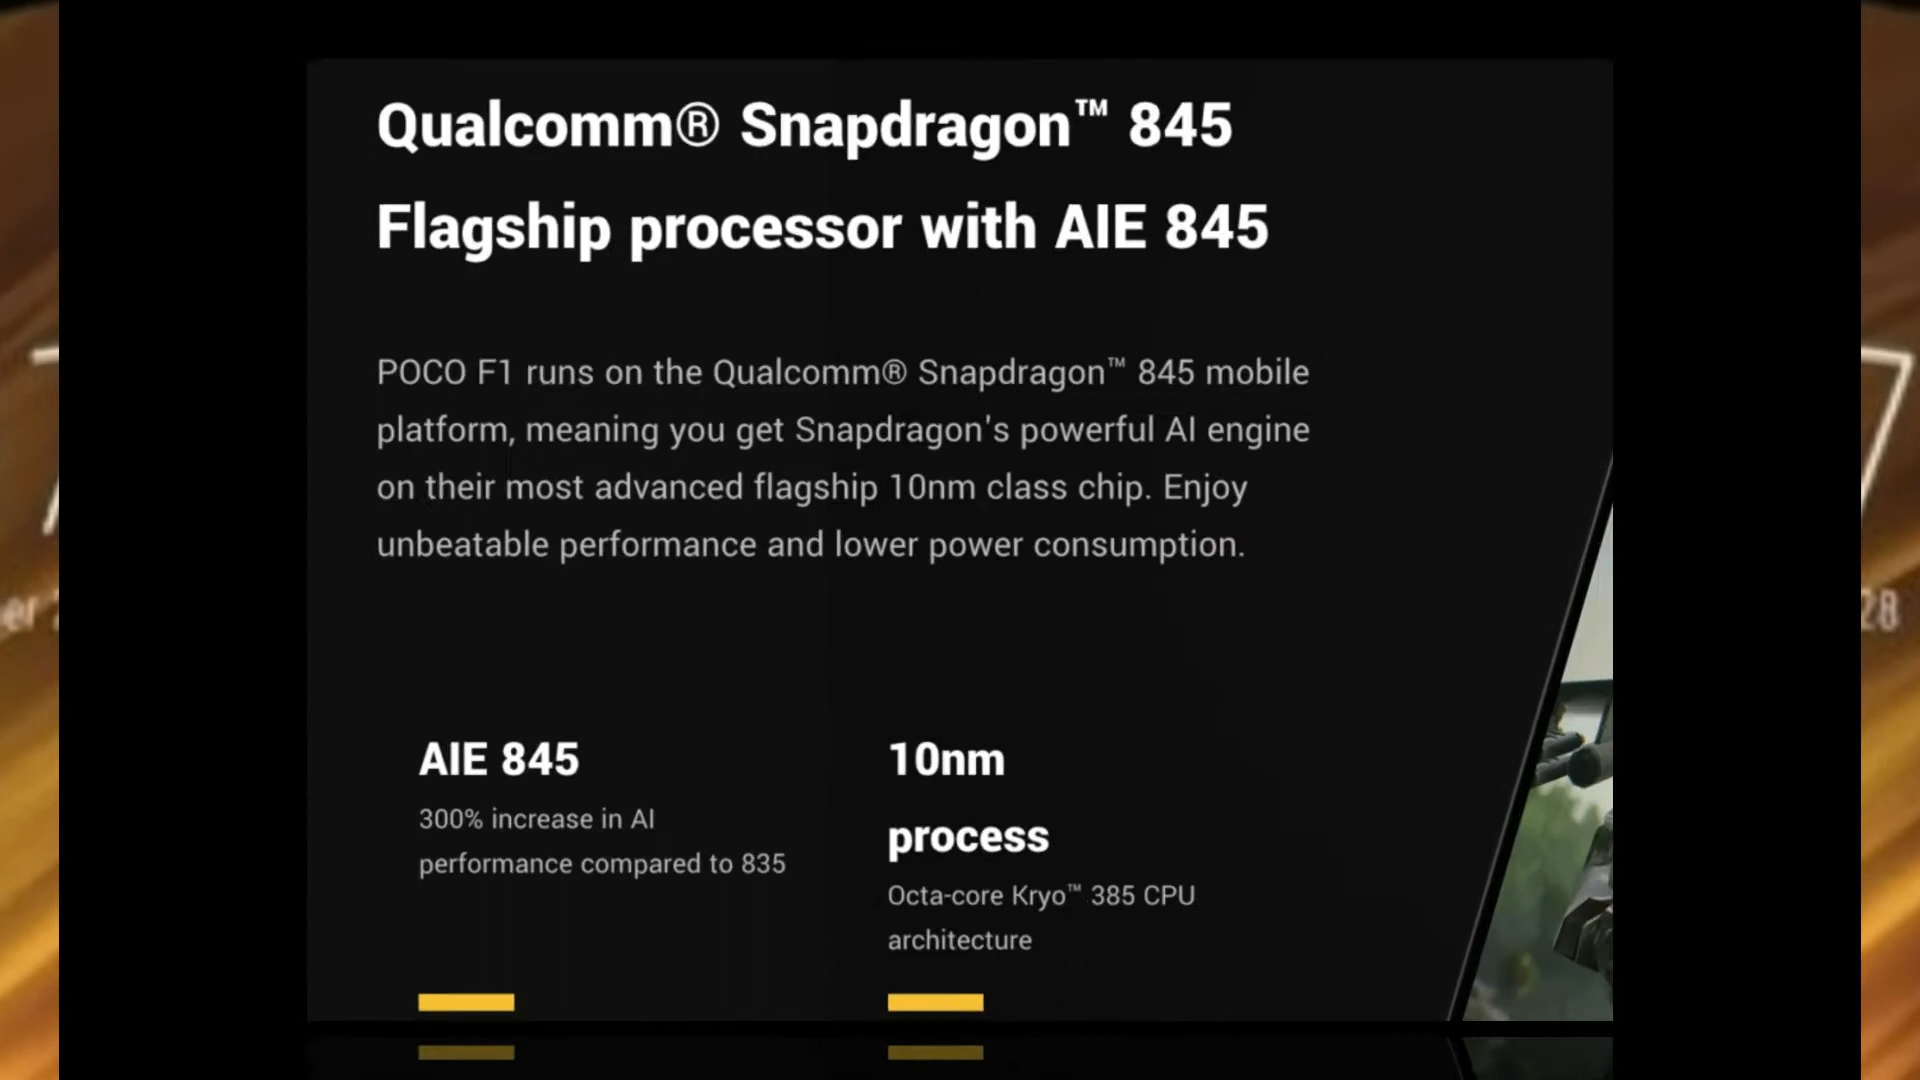 Qualcomm® Snapdragon™ 845
Flagship processor with AIE 845
POCO F1 runs on the Qualcomm® Snapdragon™ 845 mobile
platform, meaning you get Snapdragon's powerful AI engine
on their most advanced flagship 10nm class chip. Enjoy
unbeatable performance and lower power consumption.
AIE 845
300% increase in AI
performance compared to 835
10nm
process
Octa-core Kryo™ 385 CPU
architecture
28